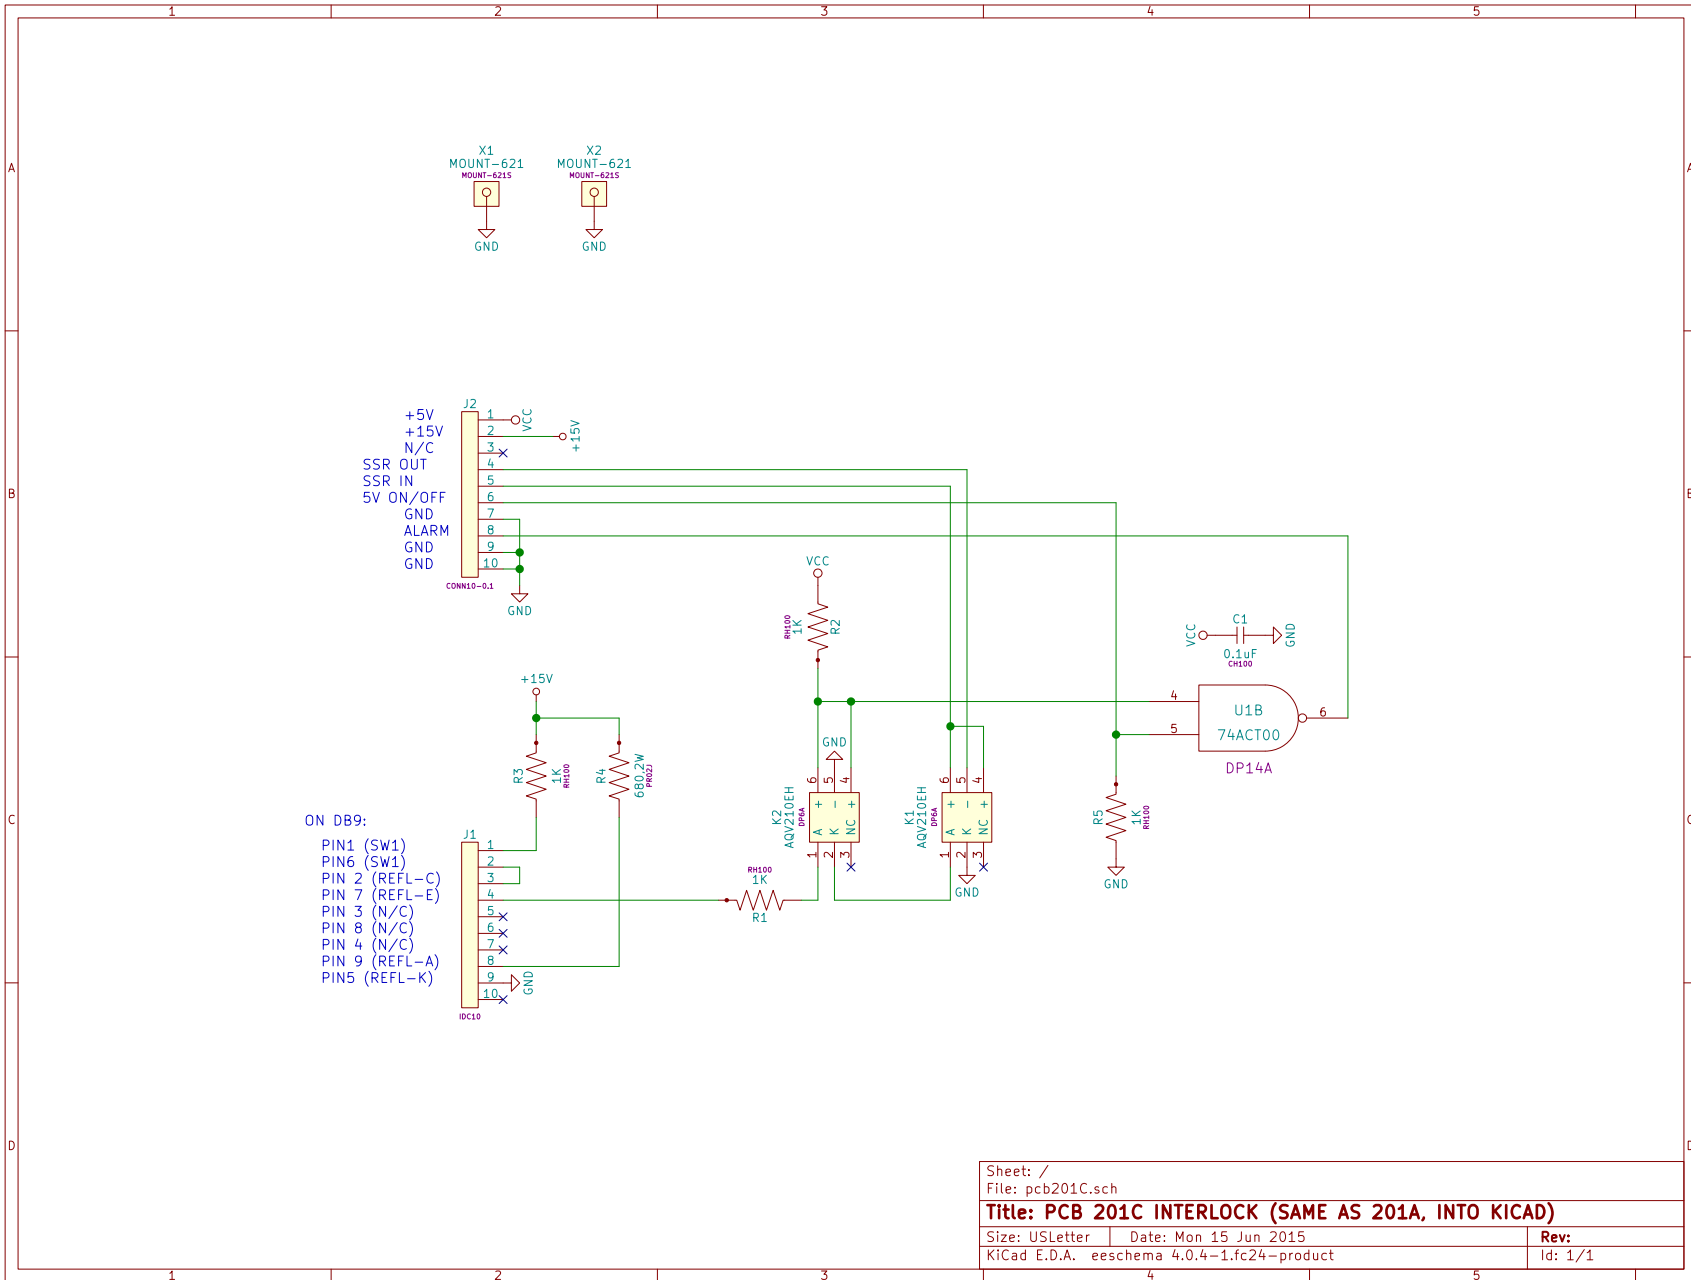 1 2 3 4 5
A
B
C
D
X1
MOUNT-621
MOUNT-621S
GND
X2
MOUNT-621
MOUNT-621S
GND
J2
+5V 1 VCC
+15V 2 +15V
N/C 3
SSR OUT 4
SSR IN 5
5V ON/OFF 6
GND 7
ALARM 8
GND 9
GND 10
CONN10-0.1
GND
VCC
RH100
1K
R2
VCC
C1
0.1uF
CH100
GND
4
5
U1B
74ACT00
6
DP14A
+15V
R3
1K
RH100
R4
680,2W
PR02J
GND
6 5 4
K2
AQV210EH
DP6A
+ − +
A K NC
1 2 3
6 5 4
K1
AQV210EH
DP6A
+ − +
A K NC
1 2 3
GND
R5
1K
RH100
GND
RH100
1K
R1
ON DB9:
J1
PIN1 (SW1) 1
PIN6 (SW1) 2
PIN 2 (REFL-C) 3
PIN 7 (REFL-E) 4
PIN 3 (N/C) 5
PIN 8 (N/C) 6
PIN 4 (N/C) 7
PIN 9 (REFL-A) 8
PIN5 (REFL-K) 9 GND
10
IDC10
Sheet: /
File: pcb201C.sch
Title: PCB 201C INTERLOCK (SAME AS 201A, INTO KICAD)
Size: USLetter Date: Mon 15 Jun 2015 Rev:
KiCad E.D.A. eeschema 4.0.4-1.fc24-product Id: 1/1
A
1 2 3 4 5